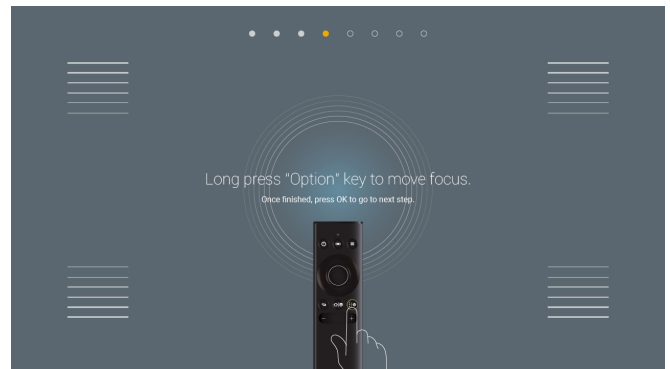 Long press "Option" key to move focus.
Once finished, press OK to go to next step.